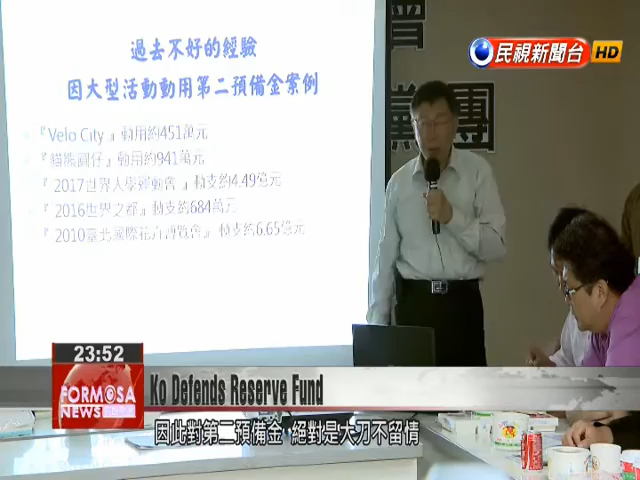 過去不好的經驗
因大型活動動用第二預備金案例
『Velo City 』動用約451萬元
『貓熊圓仔』動用約941萬元
『2017世界大學運動會 』動支約4.49億元
『2016世界之都』動支約684萬元
『2010臺北國際花卉博覽會 』動支約6.65億元
會
黨團
民視新聞台 HD
23:52
FORMOSA
NEWS
Ko Defends Reserve Fund
因此對第二預備金 絕對是大刀不留情